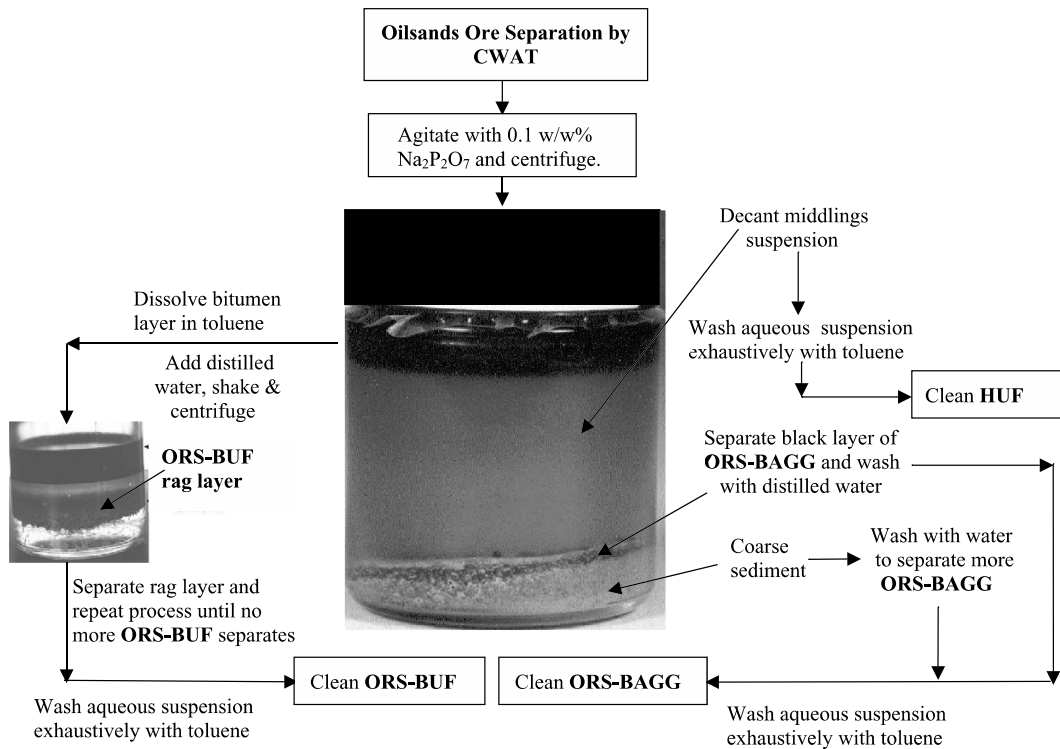 Oilsands Ore Separation by
CWAT
Agitate with 0.1 w/w%
Na₂P₂O₇ and centrifuge.
Decant middlings
suspension
Dissolve bitumen
layer in toluene
Wash aqueous suspension
exhaustively with toluene
Add distilled
water, shake &
centrifuge
Clean HUF
ORS-BUF
rag layer
Separate black layer of
ORS-BAGG and wash
with distilled water
Coarse
sediment
Wash with water
to separate more
ORS-BAGG
Separate rag layer and
repeat process until no
more ORS-BUF separates
Clean ORS-BUF
Clean ORS-BAGG
Wash aqueous suspension
exhaustively with toluene
Wash aqueous suspension
exhaustively with toluene